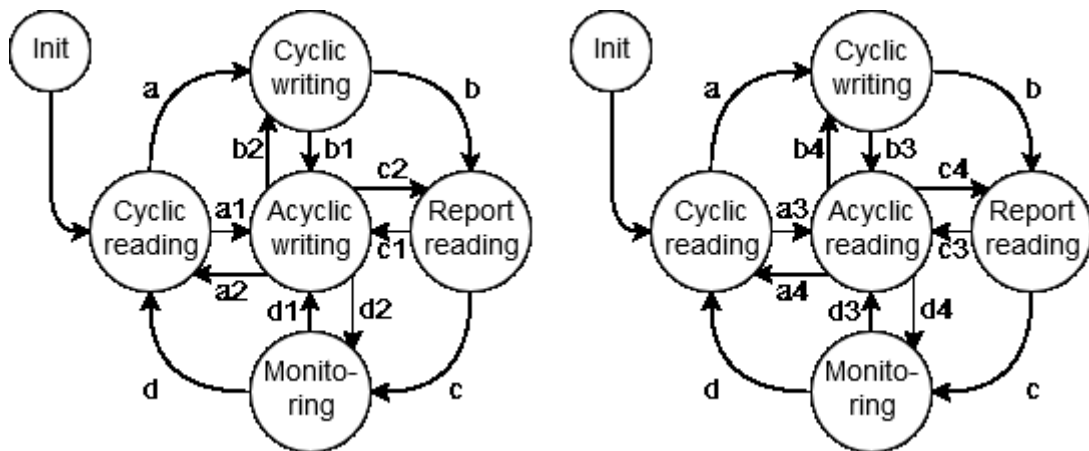 Init
Cyclic
writing
a
b
b2
b1
c2
Cyclic
reading
a1
Acyclic
writing
c1
Report
reading
a2
d1
d2
d
Monito-
ring
c
Init
Cyclic
writing
a
b
b4
b3
c4
Cyclic
reading
a3
Acyclic
reading
c3
Report
reading
a4
d3
d4
d
Monito-
ring
c